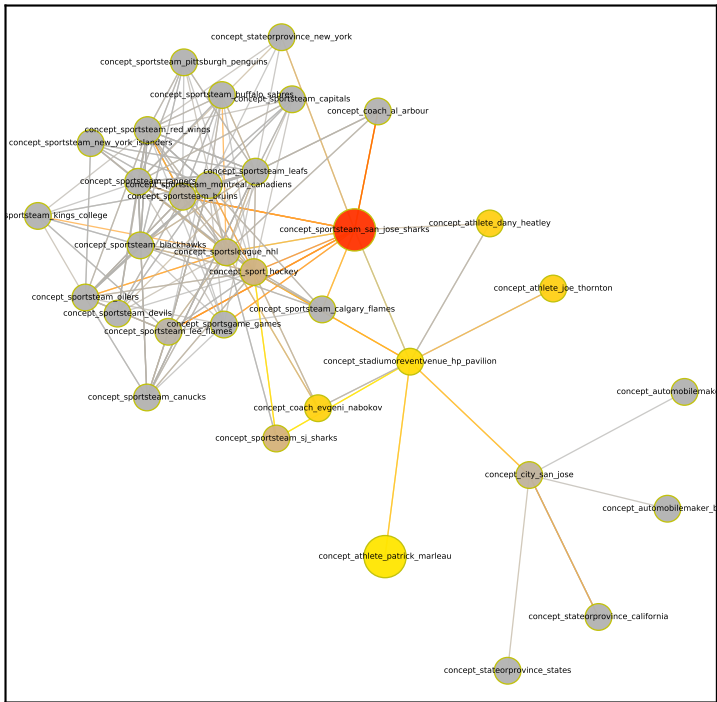 concept_stateorprovince_new_york
concept_sportsteam_pittsburgh_penguins
concept_sportsteam_buffalo_sabres
concept_sportsteam_capitals
concept_coach_al_arbour
concept_sportsteam_red_wings
concept_sportsteam_new_york_islanders
concept_sportsteam_leafs
concept_sportsteam_rangers
concept_sportsteam_montreal_canadiens
concept_sportsteam_bruins
sportsteam_kings_college
concept_athlete_dany_heatley
concept_sportsteam_san_jose_sharks
concept_sportsteam_blackhawks
concept_sportsleague_nhl
concept_sport_hockey
concept_athlete_joe_thornton
concept_sportsteam_oilers
concept_sportsteam_calgary_flames
concept_sportsteam_devils
concept_sportsgame_games
concept_sportsteam_lee_flames
concept_stadiumoreventvenue_hp_pavilion
concept_automobilemak
concept_sportsteam_canucks
concept_coach_evgeni_nabokov
concept_sportsteam_sj_sharks
concept_city_san_jose
concept_automobilemaker_b
concept_athlete_patrick_marleau
concept_stateorprovince_california
concept_stateorprovince_states